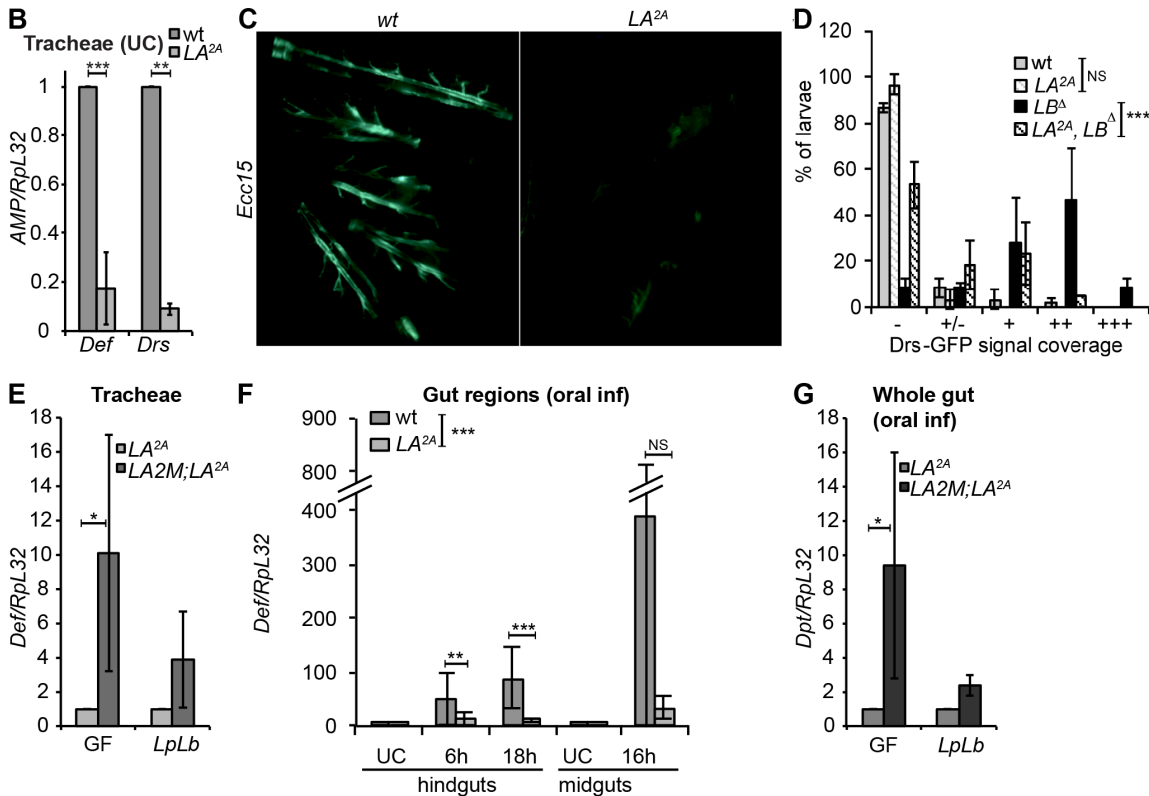 B
Tracheae (UC)
wt
LA2A
***
**
AMP/RpL32
1
0.8
0.6
0.4
0.2
0
Def
Drs
C
wt
LA2A
Ecc15
D
% of larvae
120
100
80
60
40
20
0
wt
LA2A
NS
LBΔ
LA2A, LBΔ
***
-
+/-
+
++
+++
Drs-GFP signal coverage
E
Tracheae
Def/RpL32
18
16
14
12
10
8
6
4
2
0
LA2A
LA2M;LA2A
*
GF
LpLb
F
Gut regions (oral inf)
wt
LA2A
***
Def/RpL32
900
800
400
300
200
100
0
**
***
NS
UC
6h
18h
UC
16h
hindguts
midguts
G
Whole gut
(oral inf)
Dpt/RpL32
18
16
14
12
10
8
6
4
2
0
LA2A
LA2M;LA2A
*
GF
LpLb